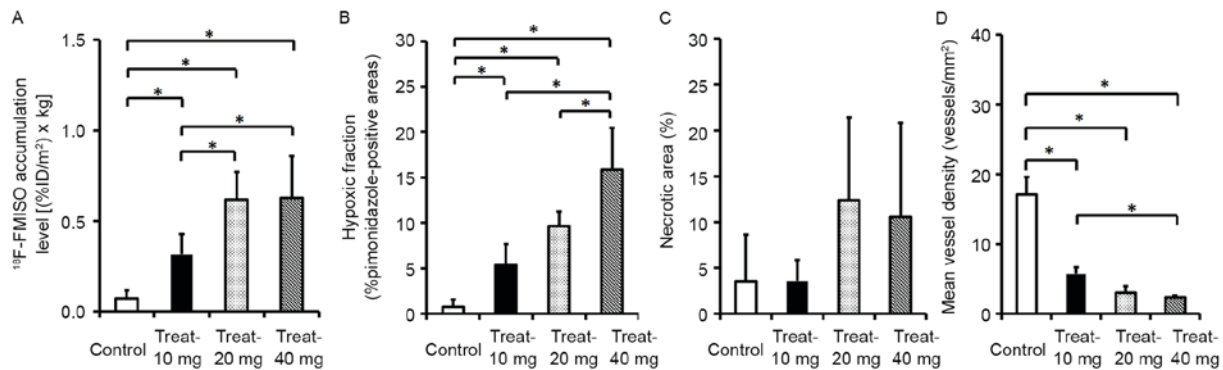 A
¹⁸F-FMISO accumulation
level [(%ID/m²) x kg]
1.5
1.0
0.5
0.0
*
*
*
*
*
Control
Treat-
10 mg
Treat-
20 mg
Treat-
40 mg
B
Hypoxic fraction
(%pimonidazole-positive areas)
30
25
20
15
10
5
0
*
*
*
*
*
Control
Treat-
10 mg
Treat-
20 mg
Treat-
40 mg
C
Necrotic area (%)
30
25
20
15
10
5
0
Control
Treat-
10 mg
Treat-
20 mg
Treat-
40 mg
D
Mean vessel density (vessels/mm²)
40
30
20
10
0
*
*
*
*
Control
Treat-
10 mg
Treat-
20 mg
Treat-
40 mg